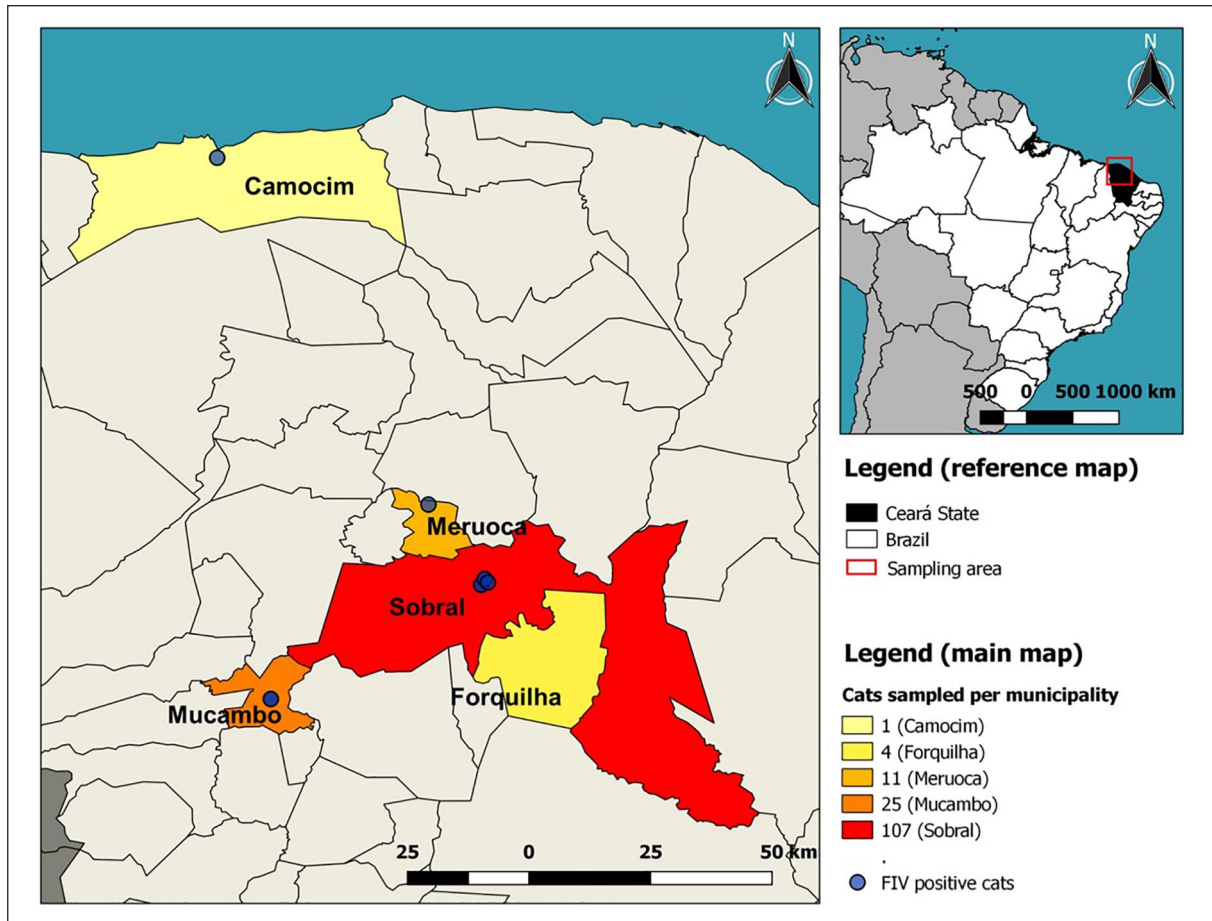 N
Camocim
Meruoca
Sobral
Forquilha
Mucambo
25 0 25 50 km
N
500 0 500 1000 km
Legend (reference map)
Ceará State
Brazil
Sampling area
Legend (main map)
Cats sampled per municipality
1 (Camocim)
4 (Forquilha)
11 (Meruoca)
25 (Mucambo)
107 (Sobral)
.
FIV positive cats